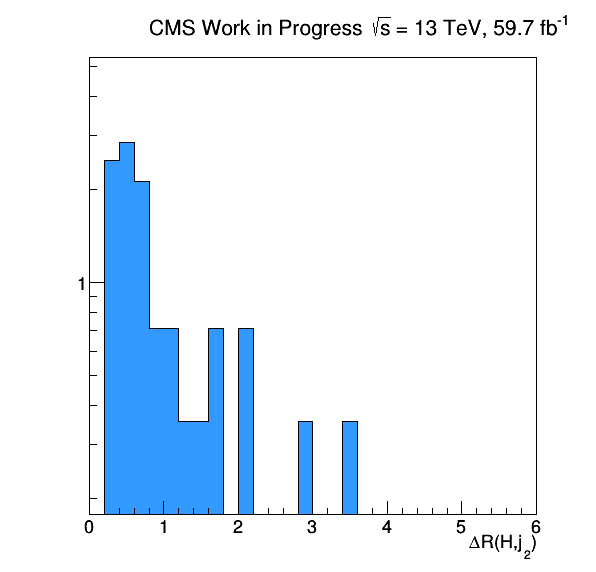 CMS Work in Progress √s = 13 TeV, 59.7 fb⁻¹
1
0 1 2 3 4 5 6
ΔR(H,j₂)